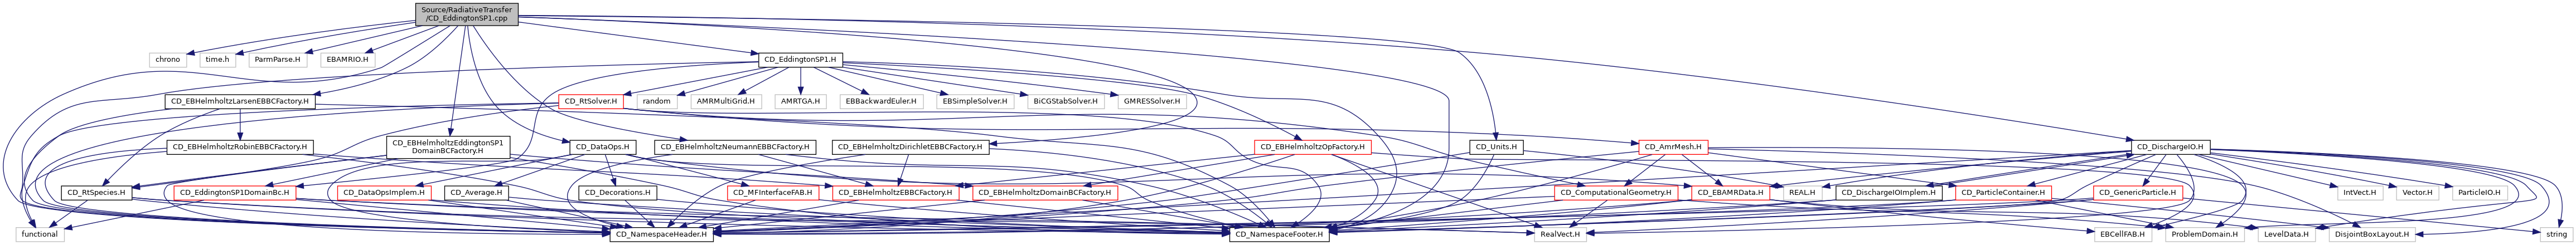 Source/RadiativeTransfer
/CD_EddingtonSP1.cpp
chrono
time.h
ParmParse.H
EBAMRIO.H
CD_EddingtonSP1.H
CD_EBHelmholtzLarsenEBBCFactory.H
CD_RtSolver.H
random
AMRMultiGrid.H
AMRTGA.H
EBBackwardEuler.H
EBSimpleSolver.H
BiCGStabSolver.H
GMRESSolver.H
CD_EBHelmholtzRobinEBBCFactory.H
CD_EBHelmholtzEddingtonSP1
DomainBCFactory.H
CD_DataOps.H
CD_EBHelmholtzNeumannEBBCFactory.H
CD_EBHelmholtzDirichletEBBCFactory.H
CD_EBHelmholtzOpFactory.H
CD_Units.H
CD_AmrMesh.H
CD_DischargeIO.H
CD_RtSpecies.H
CD_EddingtonSP1DomainBc.H
CD_DataOpsImplem.H
CD_Average.H
CD_Decorations.H
CD_MFInterfaceFAB.H
CD_EBHelmholtzEBBCFactory.H
CD_EBHelmholtzDomainBCFactory.H
CD_ComputationalGeometry.H
CD_EBAMRData.H
REAL.H
CD_DischargeIOImplem.H
CD_ParticleContainer.H
CD_GenericParticle.H
IntVect.H
Vector.H
ParticleIO.H
functional
CD_NamespaceHeader.H
CD_NamespaceFooter.H
RealVect.H
EBCellFAB.H
ProblemDomain.H
LevelData.H
DisjointBoxLayout.H
string